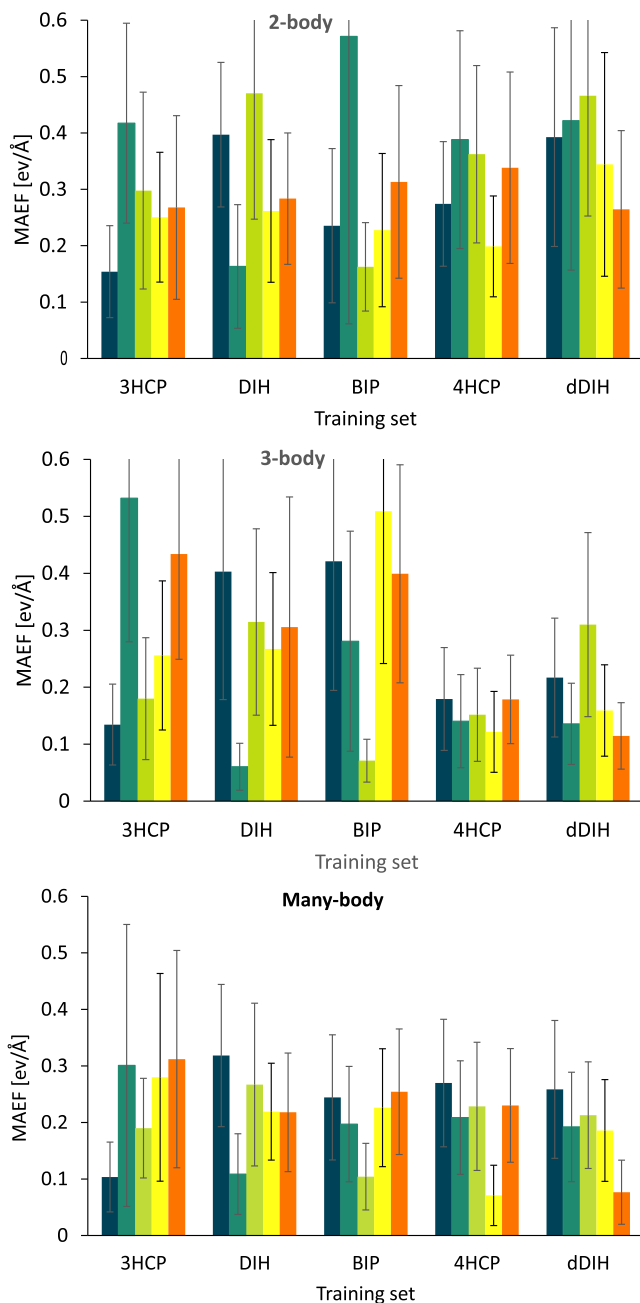 2-body
MAEF [ev/Å]
0.6
0.5
0.4
0.3
0.2
0.1
0
3HCP DIH BIP 4HCP dDIH
Training set
3-body
MAEF [ev/Å]
0.6
0.5
0.4
0.3
0.2
0.1
0
3HCP DIH BIP 4HCP dDIH
Training set
Many-body
MAEF [ev/Å]
0.6
0.5
0.4
0.3
0.2
0.1
0
3HCP DIH BIP 4HCP dDIH
Training set